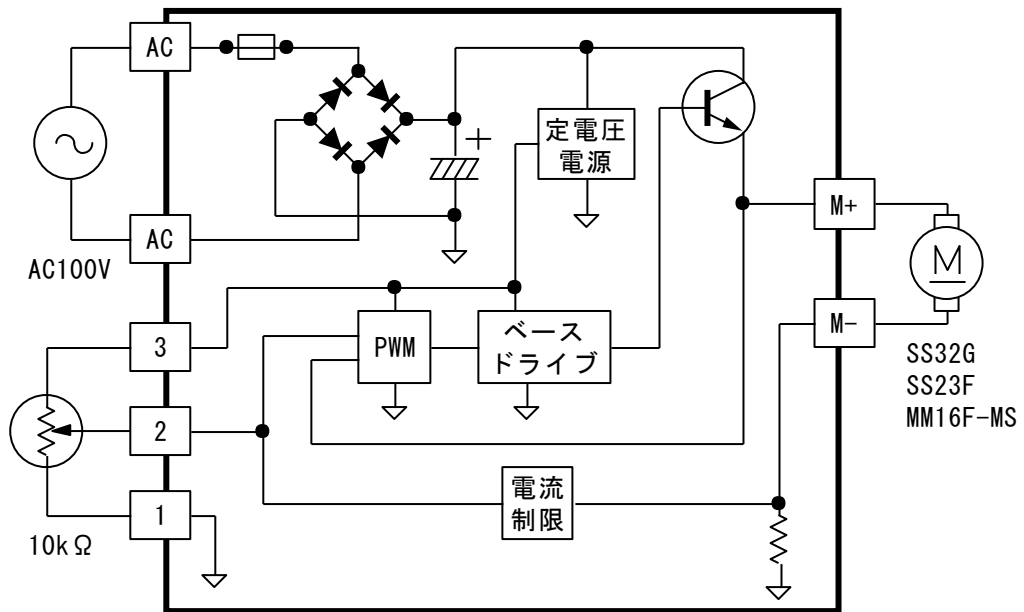 AC
定電圧
電源
M+
AC
AC100V
M
M-
3
PWM
ベース
ドライブ
SS32G
SS23F
MM16F-MS
2
電流
制限
1
10kΩ